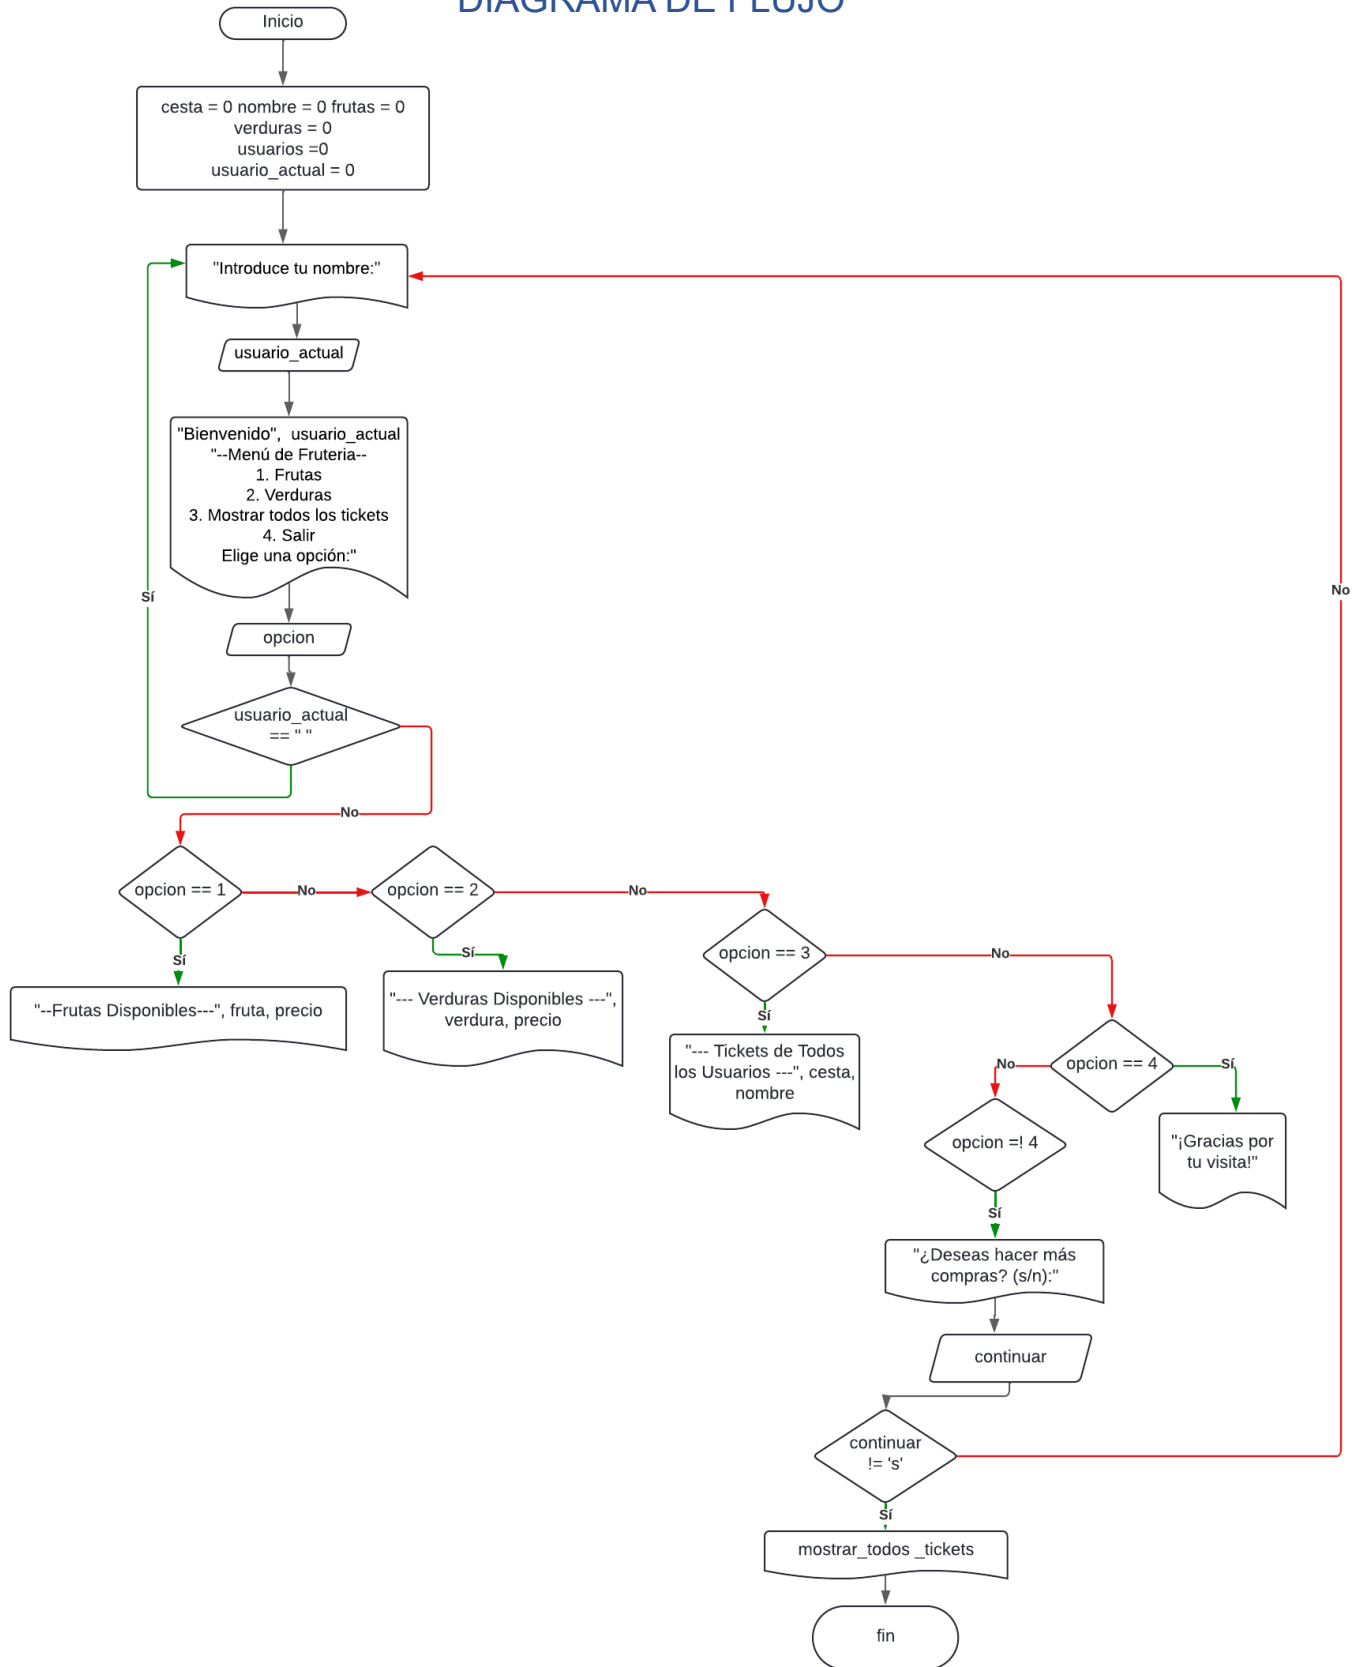 DIAGRAMA DE FLUJO
Inicio
cesta = 0 nombre = 0 frutas = 0
verduras = 0
usuarios =0
usuario_actual = 0
"Introduce tu nombre:"
usuario_actual
"Bienvenido",  usuario_actual
"--Menú de Fruteria--
1. Frutas
2. Verduras
3. Mostrar todos los tickets
4. Salir
Elige una opción:"
Sí
No
opcion
usuario_actual
== " "
No
opcion == 1
No
opcion == 2
No
opcion == 3
No
Sí
Sí
"--Frutas Disponibles---", fruta, precio
"--- Verduras Disponibles ---",
verdura, precio
Sí
"--- Tickets de Todos
los Usuarios ---", cesta,
nombre
opcion == 4
No
Sí
opcion =! 4
"¡Gracias por
tu visita!"
Sí
"¿Deseas hacer más
compras? (s/n):"
continuar
continuar
!= 's'
Sí
mostrar_todos _tickets
fin